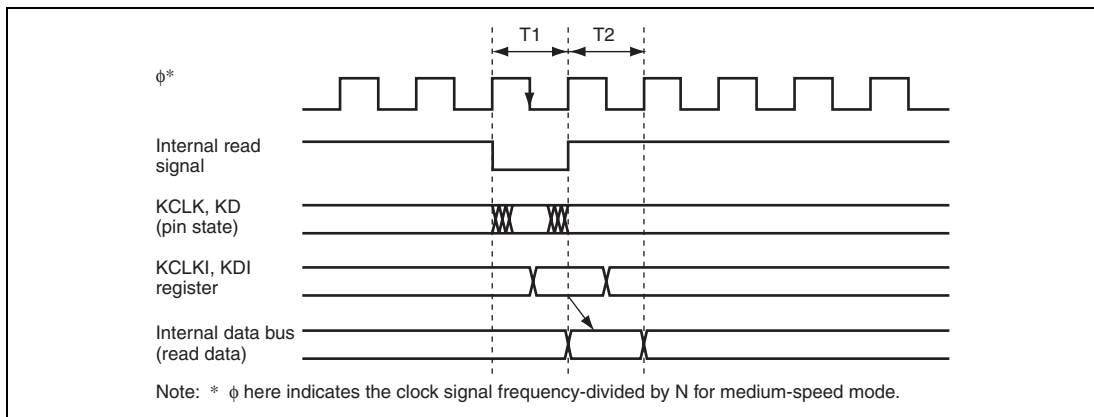 T1 T2
ϕ*
Internal read
signal
KCLK, KD
(pin state)
KCLKI, KDI
register
Internal data bus
(read data)
Note: * ϕ here indicates the clock signal frequency-divided by N for medium-speed mode.